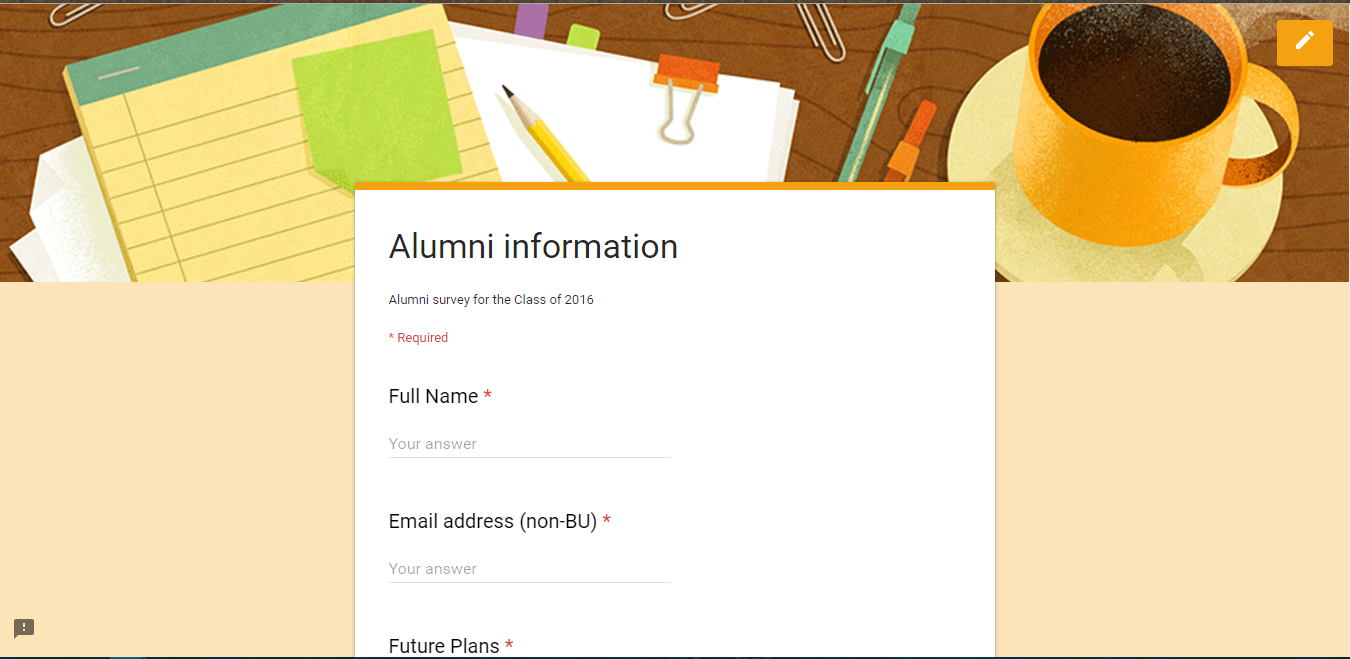 Alumni information
Alumni survey for the Class of 2016
* Required
Full Name *
Your answer
Email address (non-BU) *
Your answer
Future Plans *